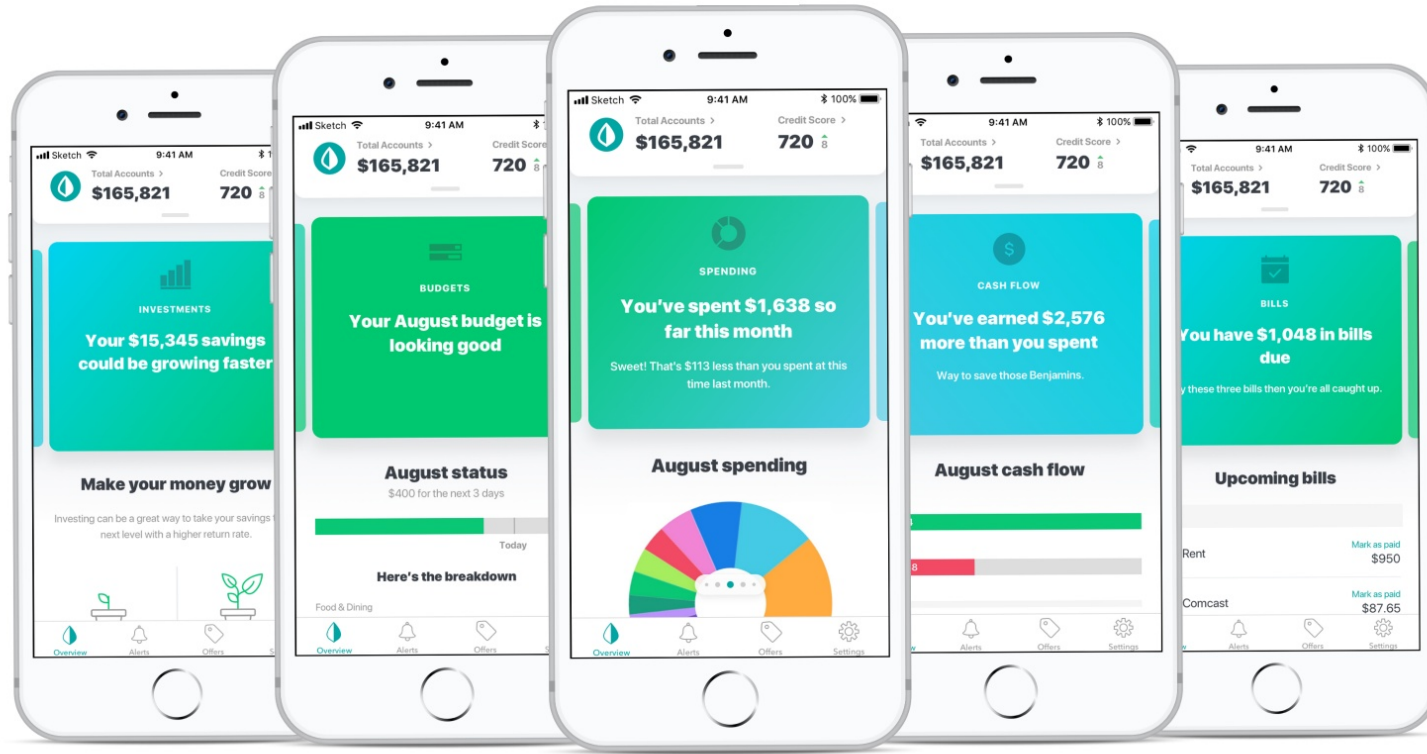 Sketch
9:41 AM
Total Accounts >
Credit Score
$165,821
720
8
INVESTMENTS
Your $15,345 savings
could be growing faster
Make your money grow
Investing can be a great way to take your savings
next level with a higher return rate.
Overview
Alerts
Offers
Sketch
9:41 AM
Total Accounts >
Credit Score
$165,821
720
8
BUDGETS
Your August budget is
looking good
August status
$400 for the next 3 days
Today
Here's the breakdown
Food & Dining
Overview
Alerts
Offers
Sketch
9:41 AM
100%
Total Accounts >
Credit Score >
$165,821
720
8
SPENDING
You've spent $1,638 so
far this month
Sweet! That's $113 less than you spent at this
time last month.
August spending
Overview
Alerts
Offers
Settings
9:41 AM
100%
Total Accounts >
Credit Score >
$165,821
720
8
CASH FLOW
You've earned $2,576
more than you spent
Way to save those Benjamins.
August cash flow
8
Alerts
Offers
Settings
9:41 AM
100%
Total Accounts >
Credit Score >
$165,821
720
8
BILLS
You have $1,048 in bills
due
these three bills then you're all caught up.
Upcoming bills
Mark as paid
Rent
$950
Mark as paid
Comcast
$87.65
Alerts
Offers
Settings